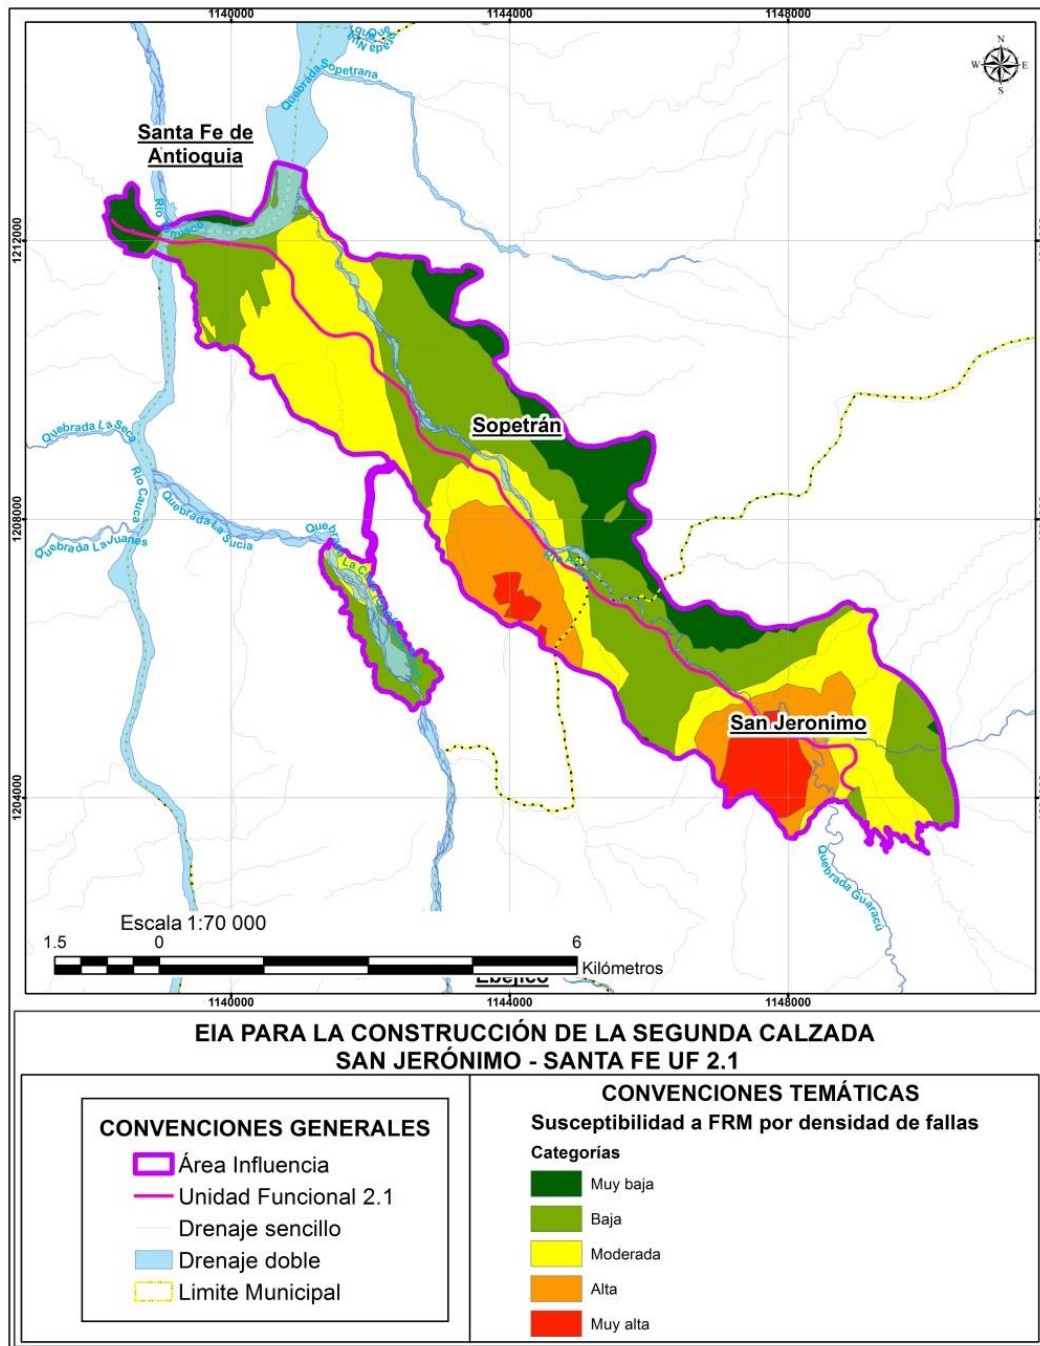 1140000 1144000 1148000
Quebrada Sopetrana
N
W E
S
Santa Fe de
Antioquia
Río
1212000
Sopetrán
Quebrada La Seca
Río Cauca
1208000
Quebrada La Sucia
Quebrada La Juanes
San Jeronimo
1204000
Quebrada Guaracú
Escala 1:70 000
1.5 0 6
Kilómetros
Ebéjico
1140000 1144000 1148000
EIA PARA LA CONSTRUCCIÓN DE LA SEGUNDA CALZADA
SAN JERÓNIMO - SANTA FE UF 2.1
CONVENCIONES GENERALES
Área Influencia
Unidad Funcional 2.1
Drenaje sencillo
Drenaje doble
Limite Municipal
CONVENCIONES TEMÁTICAS
Susceptibilidad a FRM por densidad de fallas
Categorías
Muy baja
Baja
Moderada
Alta
Muy alta